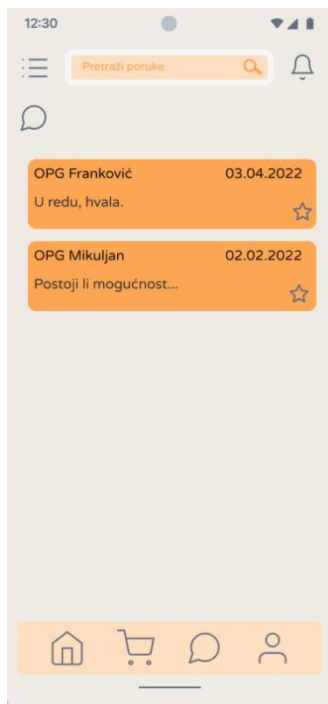 12:30
Pretraži poruke
OPG Franković 03.04.2022
U redu, hvala.
OPG Mikuljan 02.02.2022
Postoji li mogućnost...